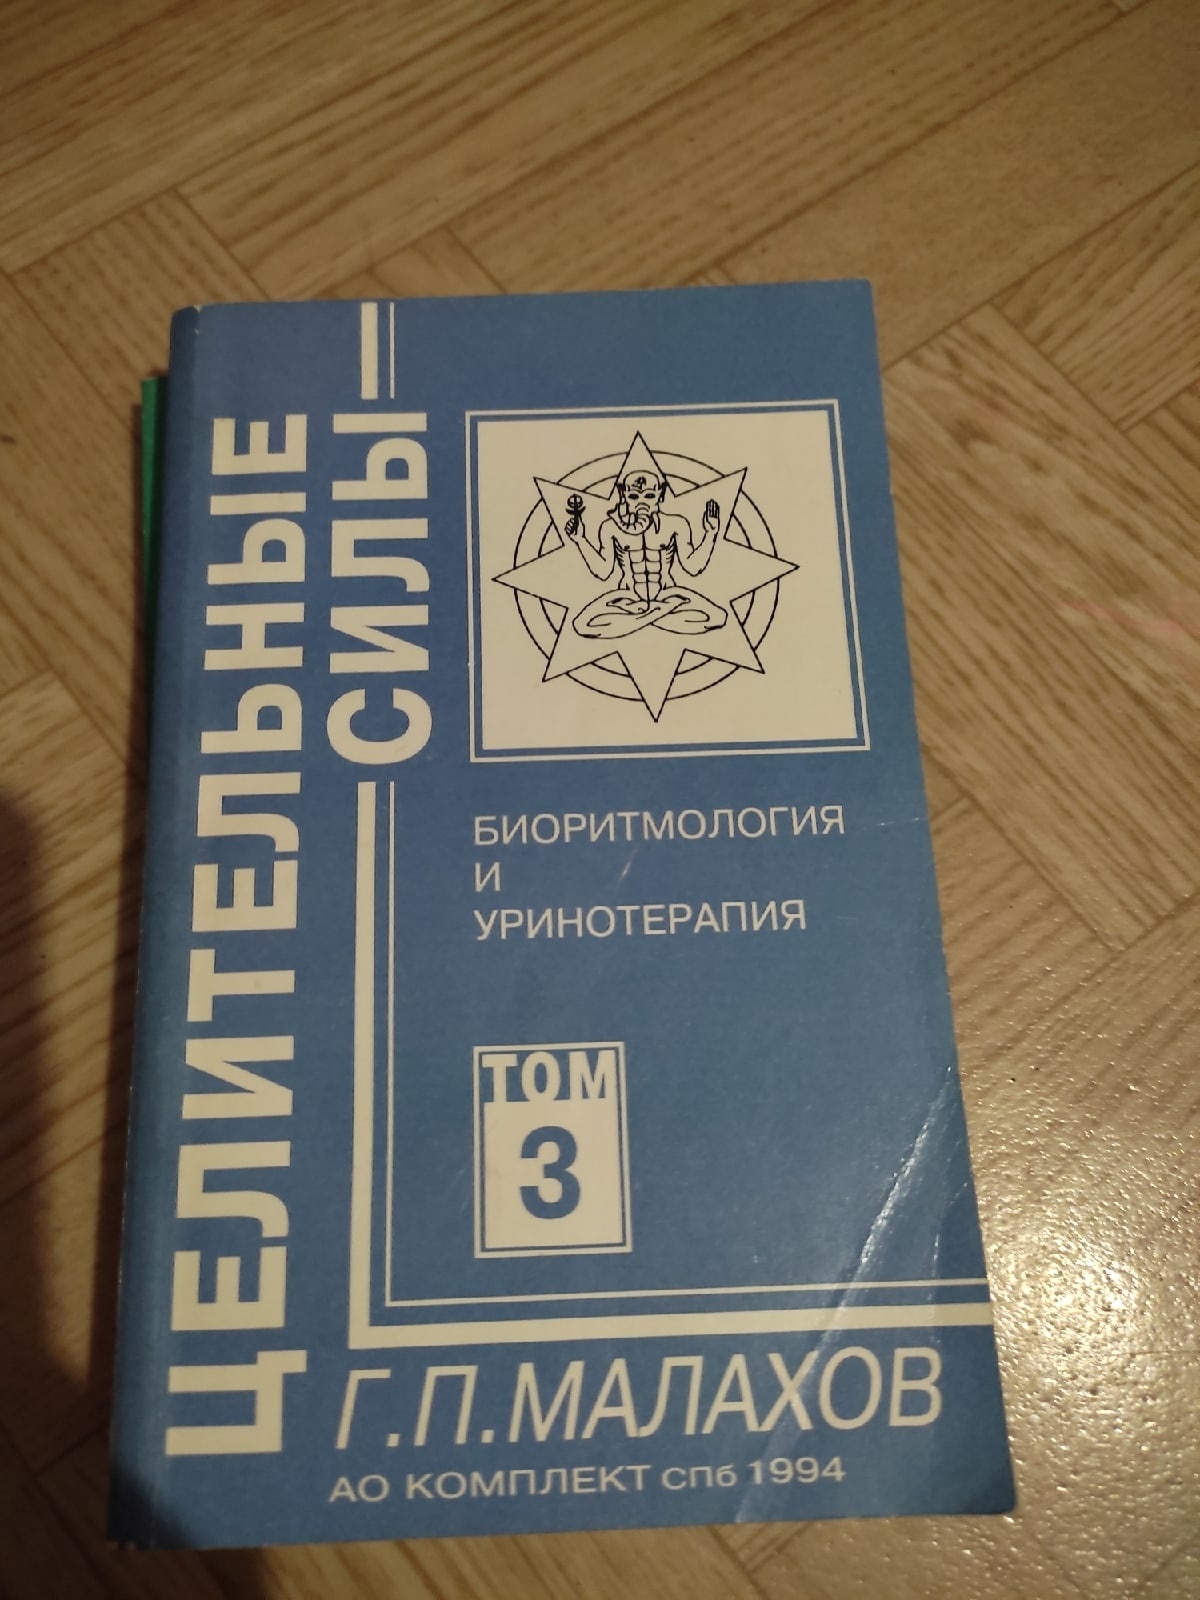 ЦЕЛИТЕЛЬНЫЕ
СИЛЫ
БИОРИТМОЛОГИЯ
И
УРИНОТЕРАПИЯ
ТОМ
3
Г.П.МАЛАХОВ
АО КОМПЛЕКТ СПб 1994